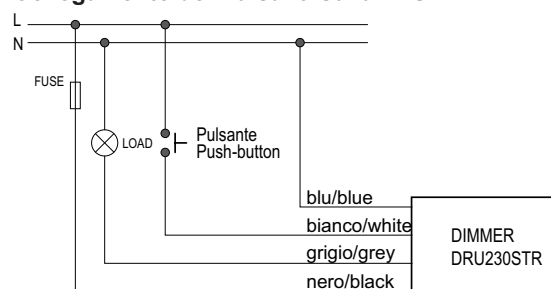 L
N
FUSE
LOAD
Pulsante
Push-button
blu/blue
bianco/white
grigio/grey
nero/black
DIMMER
DRU230STR